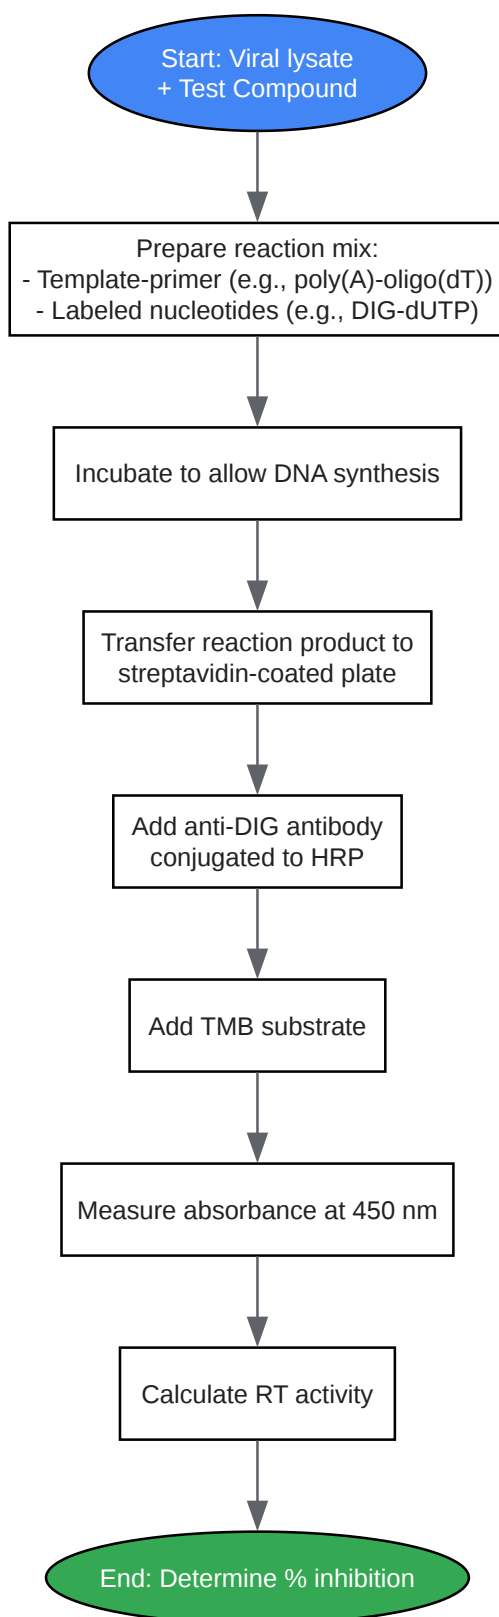 Start: Viral lysate
+ Test Compound
Prepare reaction mix:
- Template-primer (e.g., poly(A)-oligo(dT))
- Labeled nucleotides (e.g., DIG-dUTP)
Incubate to allow DNA synthesis
Transfer reaction product to
streptavidin-coated plate
Add anti-DIG antibody
conjugated to HRP
Add TMB substrate
Measure absorbance at 450 nm
Calculate RT activity
End: Determine % inhibition